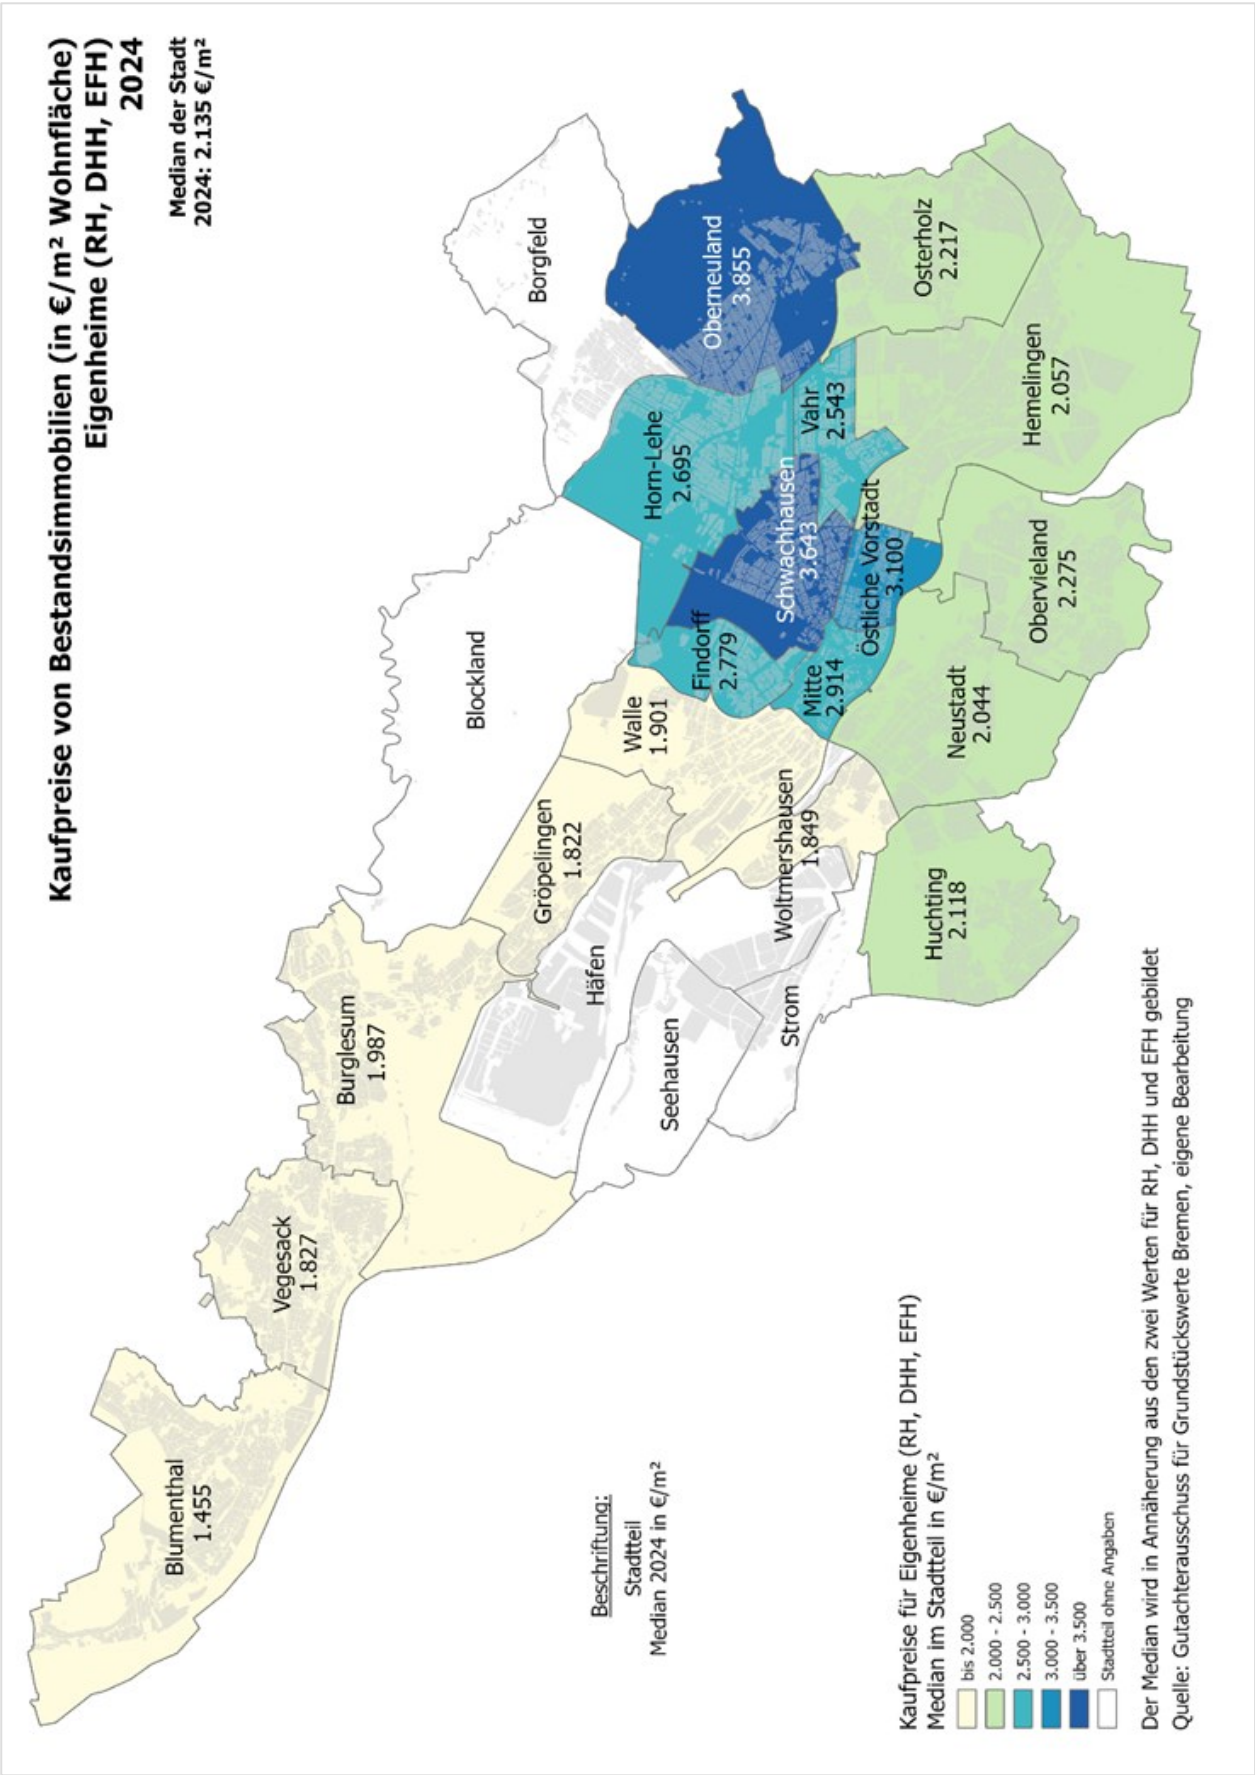 Kaufpreise von Bestandsimmobilien (in €/m² Wohnfläche)
Eigenheime (RH, DHH, EFH)
2024
Median der Stadt
2024: 2.135 €/m²
Blumenthal
1.455
Vegesack
1.827
Burglesum
1.987
Blockland
Borgfeld
Gröpelingen
1.822
Häfen
Walle
1.901
Horn-Lehe
2.695
Oberneuland
3.855
Seehausen
Findorff
2.779
Schwachhausen
3.643
Vahr
2.543
Strom
Woltmershausen
1.849
Mitte
2.914
Östliche Vorstadt
3.100
Osterholz
2.217
Huchting
2.118
Neustadt
2.044
Obervieland
2.275
Hemelingen
2.057
Beschriftung:
Stadtteil
Median 2024 in €/m²
Kaufpreise für Eigenheime (RH, DHH, EFH)
Median im Stadtteil in €/m²
bis 2.000
2.000 - 2.500
2.500 - 3.000
3.000 - 3.500
über 3.500
Stadtteil ohne Angaben
Der Median wird in Annäherung aus den zwei Werten für RH, DHH und EFH gebildet
Quelle: Gutachterausschuss für Grundstückswerte Bremen, eigene Bearbeitung